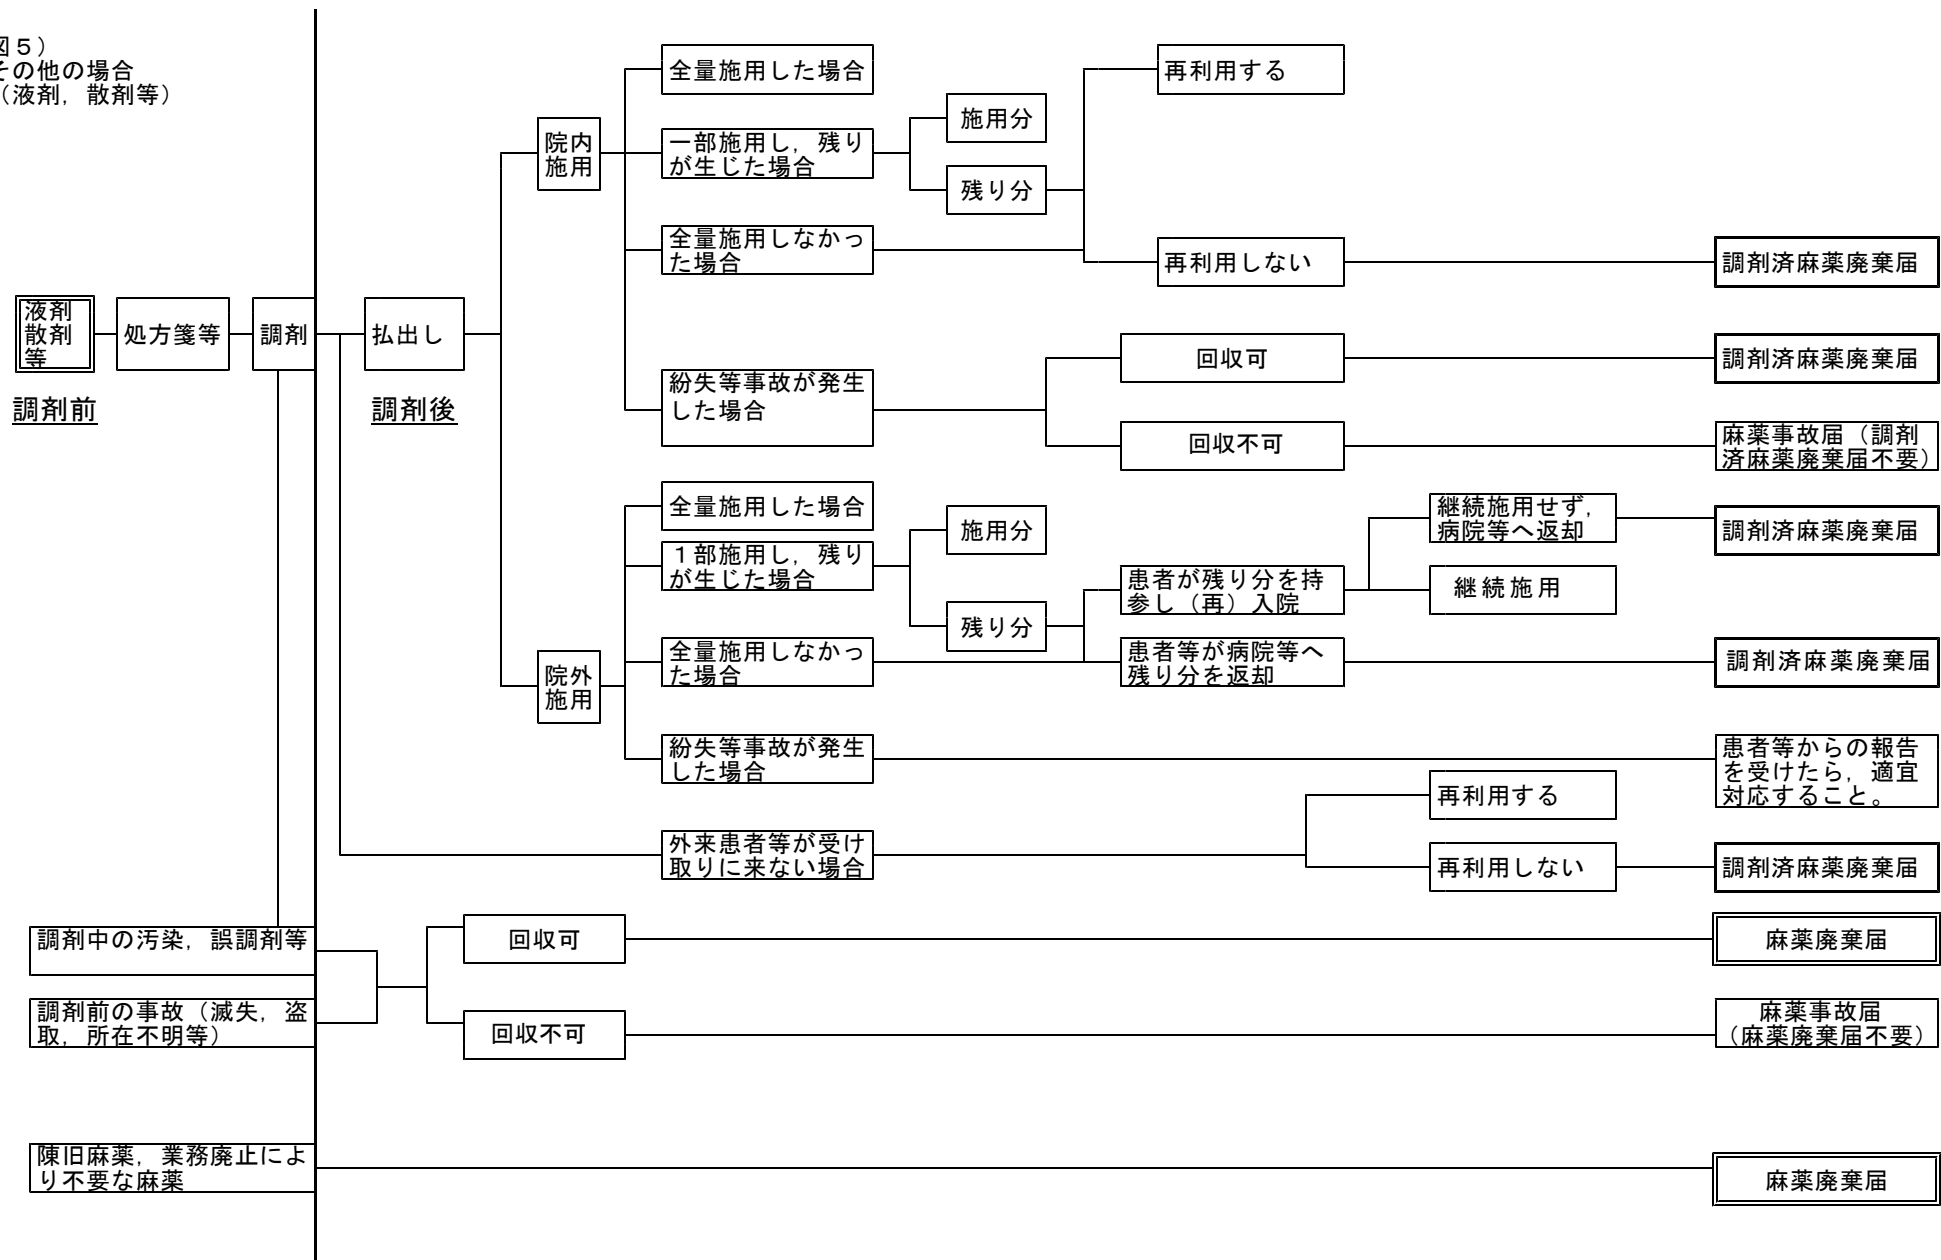 図５）
その他の場合
（液剤，散剤等）
全量施用した場合
再利用する
施用分
院内
施用
一部施用し，残り
が生じた場合
残り分
全量施用しなかっ
た場合
再利用しない
調剤済麻薬廃棄届
液剤
散剤
等
処方箋等
調剤
払出し
回収可
調剤済麻薬廃棄届
調剤前
調剤後
紛失等事故が発生
した場合
回収不可
麻薬事故届（調剤
済麻薬廃棄届不要）
全量施用した場合
継続施用せず，
病院等へ返却
調剤済麻薬廃棄届
施用分
１部施用し，残り
が生じた場合
患者が残り分を持
参し（再）入院
継続施用
残り分
院外
施用
全量施用しなかっ
た場合
患者等が病院等へ
残り分を返却
調剤済麻薬廃棄届
紛失等事故が発生
した場合
患者等からの報告
を受けたら，適宜
対応すること。
再利用する
外来患者等が受け
取りに来ない場合
再利用しない
調剤済麻薬廃棄届
調剤中の汚染，誤調剤等
回収可
麻薬廃棄届
調剤前の事故（滅失，盗
取，所在不明等）
回収不可
麻薬事故届
（麻薬廃棄届不要）
陳旧麻薬，業務廃止によ
り不要な麻薬
麻薬廃棄届